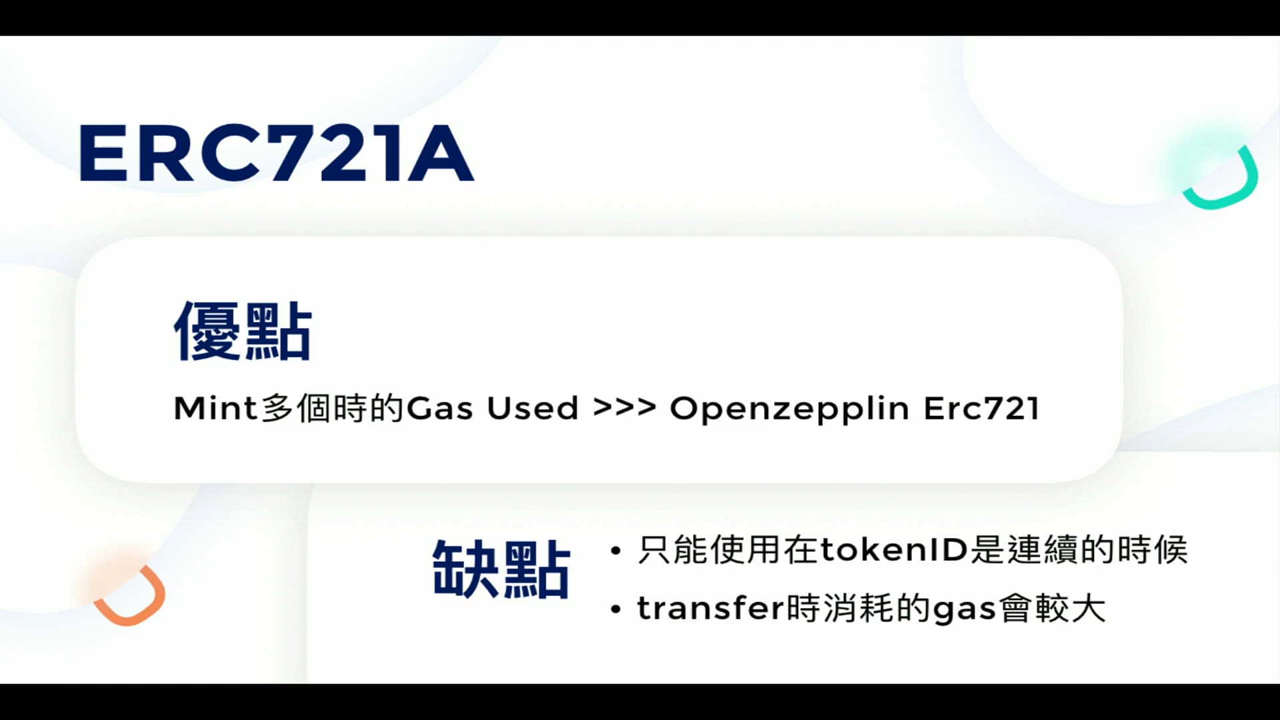 ERC721A
優點
Mint多個時的Gas Used >>> Openzepplin Erc721
缺點
• 只能使用在tokenID是連續的時候
• transfer時消耗的gas會較大